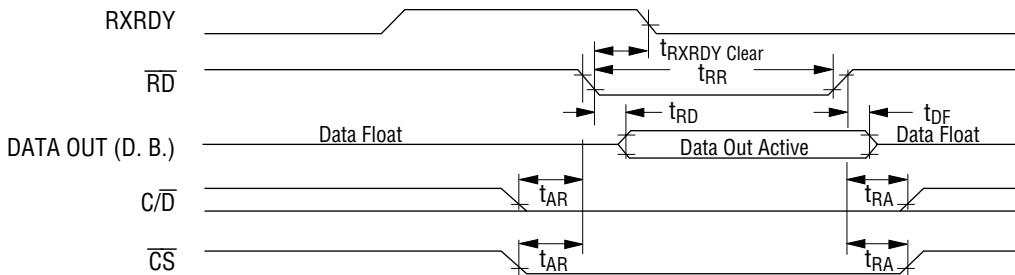 RXRDY
tRXRDY Clear
tRR
RD
tRD
tDF
Data Float
Data Float
DATA OUT (D. B.)
Data Out Active
tAR
tRA
C/D
tAR
tRA
CS